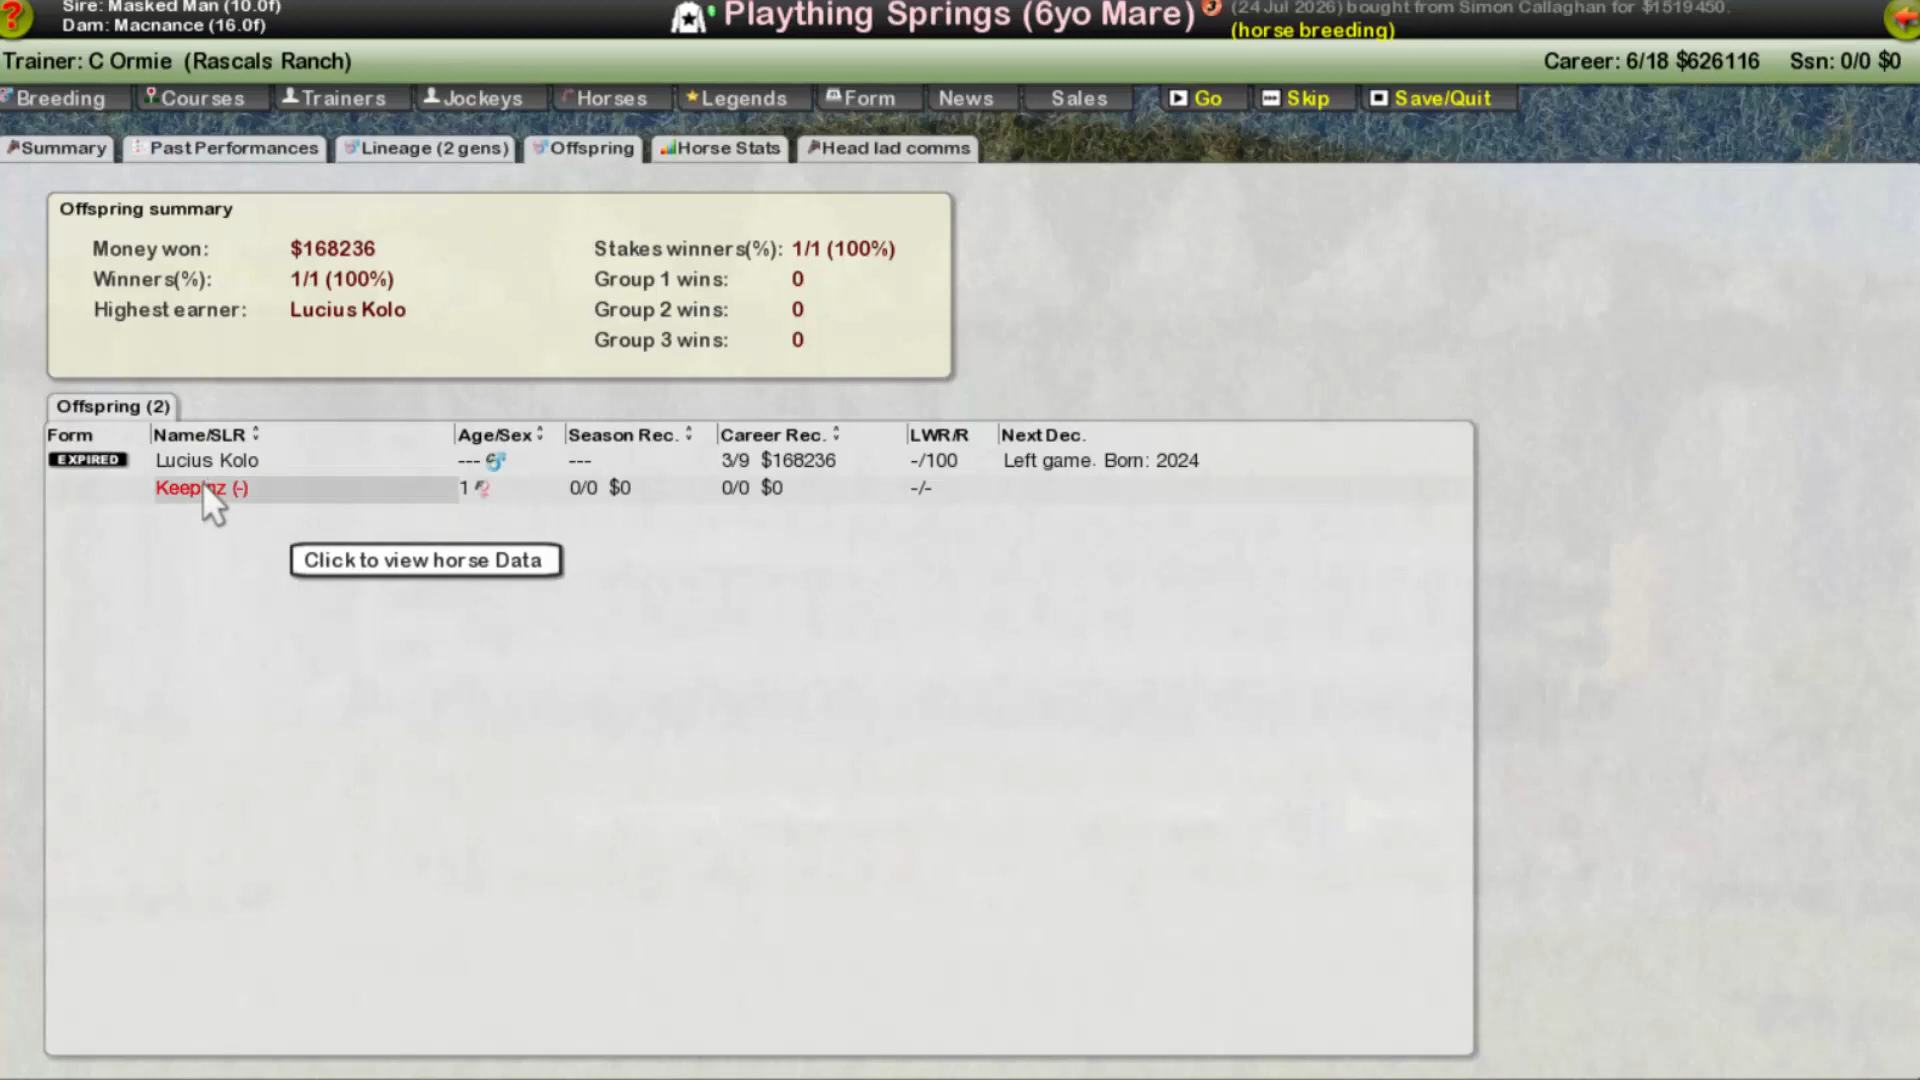 Sire: Masked Man (10.0f)
Dam: Macnance (16.0f)
Plaything Springs (6yo Mare)
(24 Jul 2026) bought from Simon Callaghan for $1519450.
(horse breeding)
Trainer: C Ormie (Rascals Ranch)
Career: 6/18 $626116 Ssn: 0/0 $0
Breeding Courses Trainers Jockeys Horses Legends Form News Sales Go Skip Save/Quit
Summary Past Performances Lineage (2 gens) Offspring Horse Stats Head lad comms
Offspring summary
Money won: $168236 Stakes winners(%): 1/1 (100%)
Winners(%): 1/1 (100%) Group 1 wins: 0
Highest earner: Lucius Kolo Group 2 wins: 0
Group 3 wins: 0
Offspring (2)
Form Name/SLR Age/Sex Season Rec. Career Rec. LWR/R Next Dec.
EXPIRED Lucius Kolo --- --- 3/9 $168236 -/100 Left game. Born: 2024
(-) 1 0/0 $0 0/0 $0 -/-
Click to view horse Data